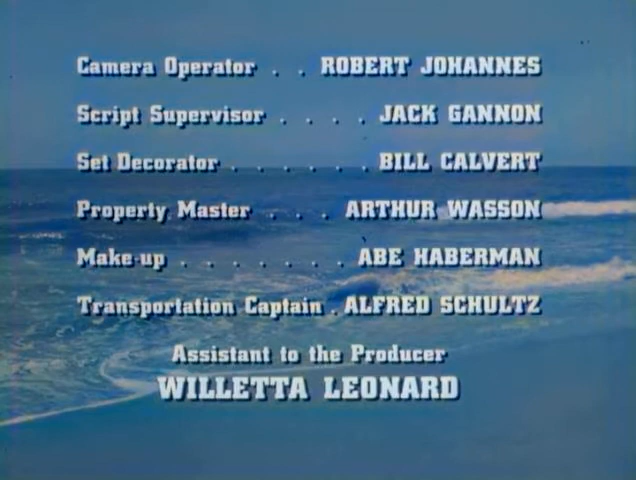 Camera Operator . . ROBERT JOHANNES
Script Supervisor . . . . JACK GANNON
Set Decorator . . . . . . BILL CALVERT
Property Master . . . ARTHUR WASSON
Make-up . . . . . . . ABE HABERMAN
Transportation Captain . ALFRED SCHULTZ
Assistant to the Producer
WILLETTA LEONARD